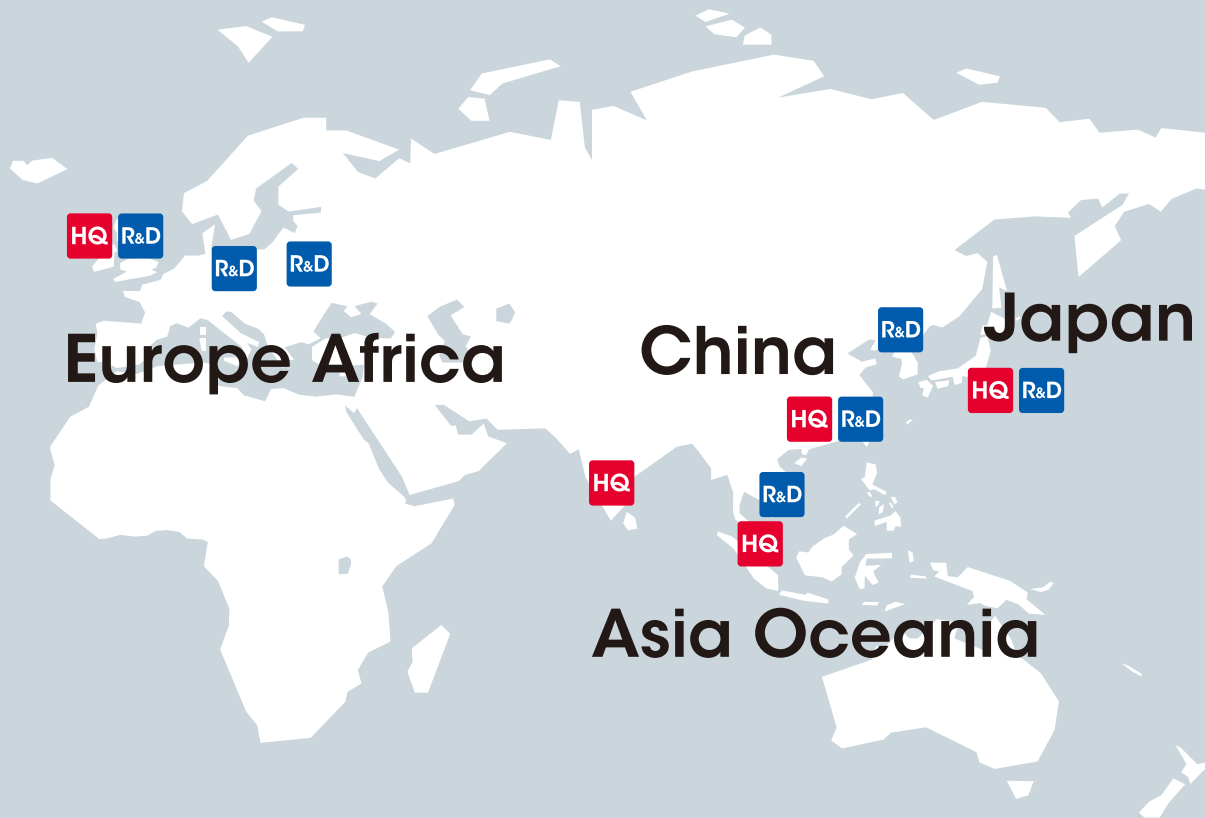 HQ R&D
R&D
R&D
Europe Africa
China
R&D
Japan
HQ R&D
HQ R&D
HQ
R&D
HQ
Asia Oceania